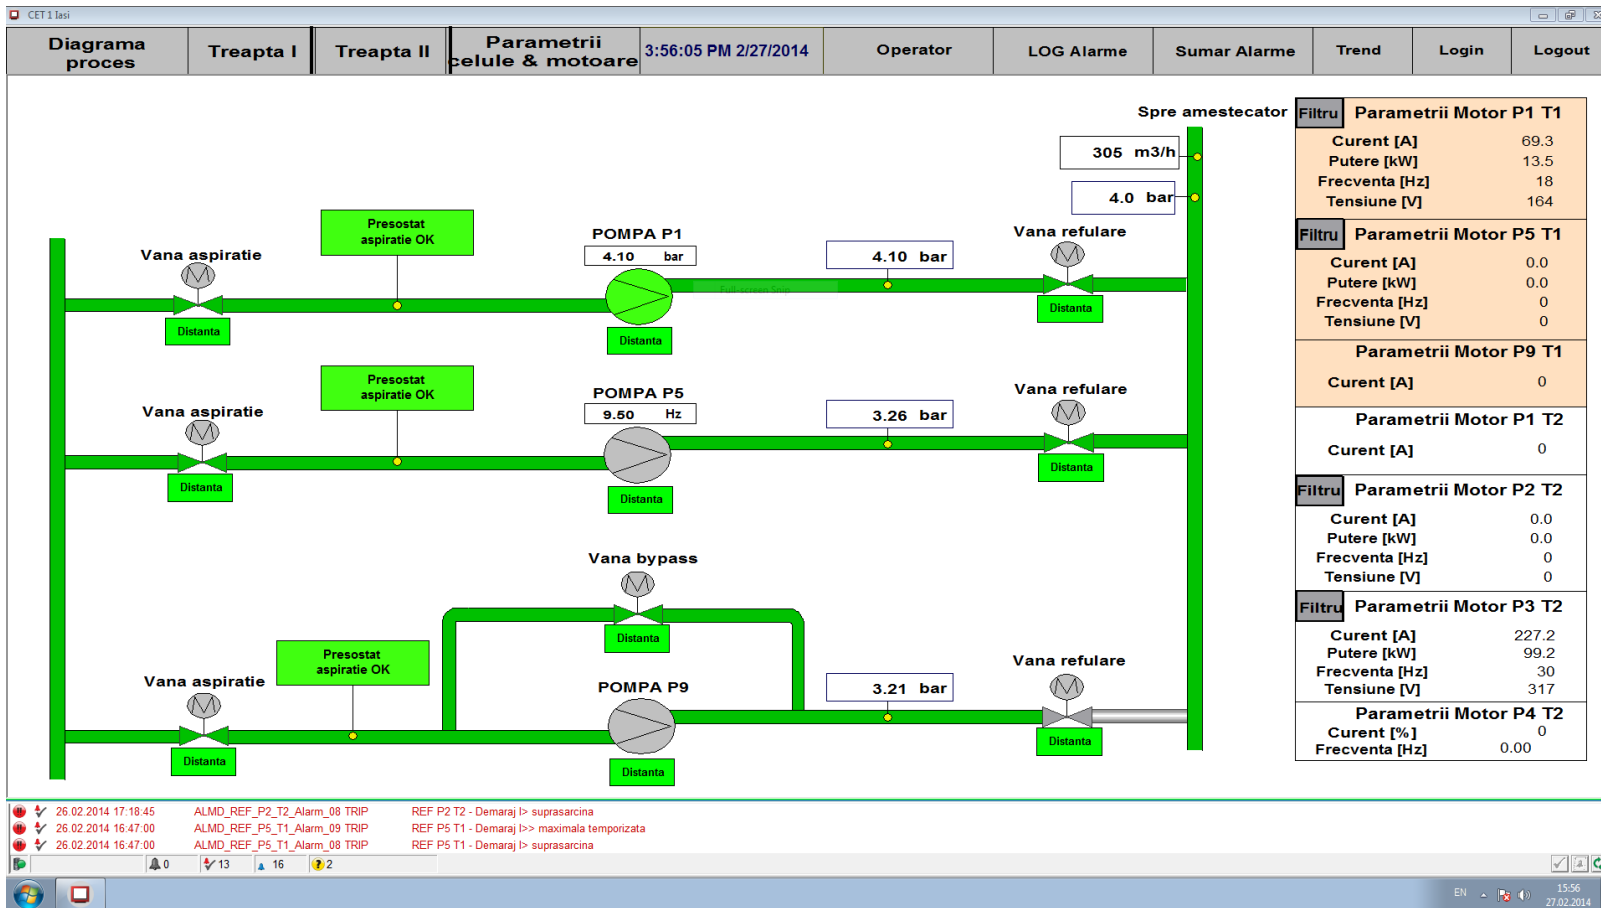 CET 1 Iasi
Diagrama proces
Treapta I
Treapta II
Parametrii celule & motoare
3:56:05 PM 2/27/2014
Operator
LOG Alarme
Sumar Alarme
Trend
Login
Logout
Spre amestecator
305 m3/h
4.0 bar
Vana aspiratie
Presostat
aspiratie OK
POMPA P1
4.10 bar
4.10 bar
Vana refulare
Full-screen Snip
Distanta
Distanta
Distanta
Vana aspiratie
Presostat
aspiratie OK
POMPA P5
9.50 Hz
3.26 bar
Vana refulare
Distanta
Distanta
Distanta
Vana bypass
Distanta
Vana aspiratie
Presostat
aspiratie OK
POMPA P9
3.21 bar
Vana refulare
Distanta
Distanta
Distanta
Filtru Parametrii Motor P1 T1
Curent [A] 69.3
Putere [kW] 13.5
Frecventa [Hz] 18
Tensiune [V] 164
Filtru Parametrii Motor P5 T1
Curent [A] 0.0
Putere [kW] 0.0
Frecventa [Hz] 0
Tensiune [V] 0
Parametrii Motor P9 T1
Curent [A] 0
Parametrii Motor P1 T2
Curent [A] 0
Filtru Parametrii Motor P2 T2
Curent [A] 0.0
Putere [kW] 0.0
Frecventa [Hz] 0
Tensiune [V] 0
Filtru Parametrii Motor P3 T2
Curent [A] 227.2
Putere [kW] 99.2
Frecventa [Hz] 30
Tensiune [V] 317
Parametrii Motor P4 T2
Curent [%] 0
Frecventa [Hz] 0.00
26.02.2014 17:18:45 ALMD_REF_P2_T2_Alarm_08 TRIP REF P2 T2 - Demaraj I> suprasarcina
26.02.2014 16:47:00 ALMD_REF_P5_T1_Alarm_09 TRIP REF P5 T1 - Demaraj I>> maximala temporizata
26.02.2014 16:47:00 ALMD_REF_P5_T1_Alarm_08 TRIP REF P5 T1 - Demaraj I> suprasarcina
0 13 16 2
EN 15:56
27.02.2014